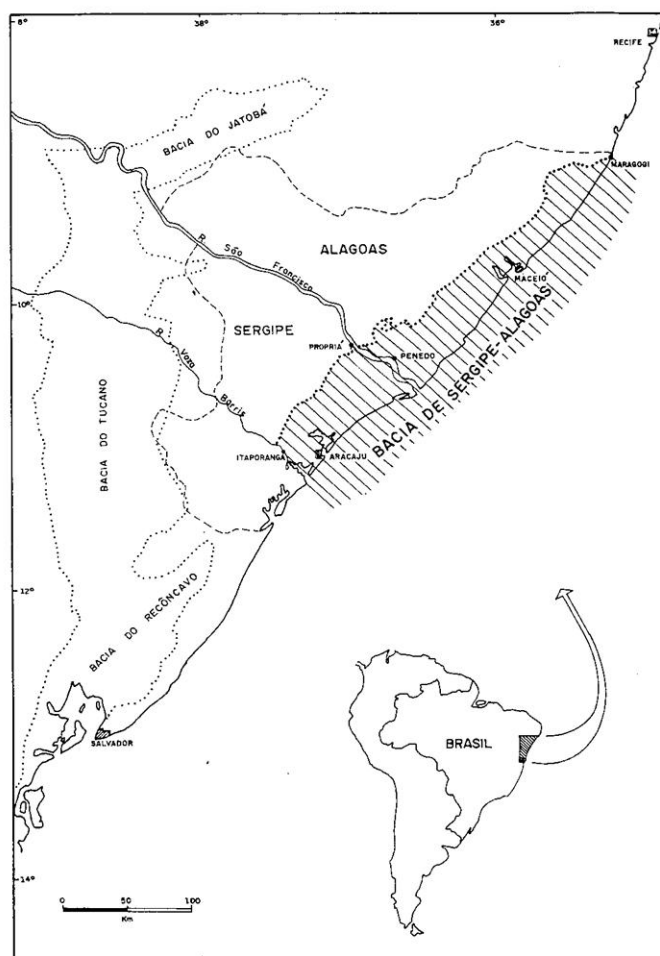 8°
38°
36°
RECIFE
BACIA DO JATOBÁ
MARAGOGI
R. São Francisco
ALAGOAS
MACEIÓ
10°
SERGIPE
PROPRIÁ
PENEDO
R. Vaza Barris
BACIA DE SERGIPE-ALAGOAS
BACIA DO TUCANO
ITAPORANGA
ARACAJU
12°
BACIA DO RECÔNCAVO
SALVADOR
BRASIL
14°
0 50 100
Km